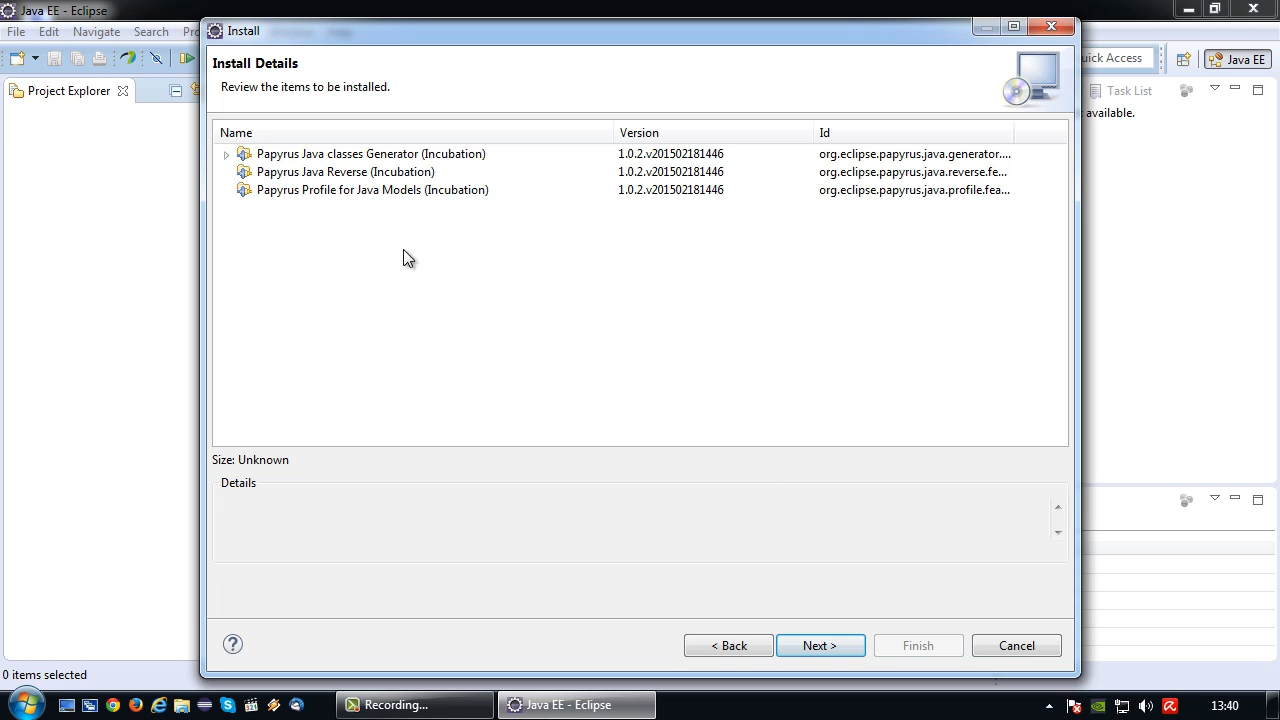 Java EE - Eclipse
File Edit Navigate Search
Install
Install Details
Review the items to be installed.
Quick Access
Java EE
Project Explorer
Task List
available.
Name Version Id
Papyrus Java classes Generator (Incubation) 1.0.2.v201502181446 org.eclipse.papyrus.java.generator....
Papyrus Java Reverse (Incubation) 1.0.2.v201502181446 org.eclipse.papyrus.java.reverse.fe...
Papyrus Profile for Java Models (Incubation) 1.0.2.v201502181446 org.eclipse.papyrus.java.profile.fea...
Size: Unknown
Details
< Back Next > Finish Cancel
0 items selected
Recording...
Java EE - Eclipse
13:40